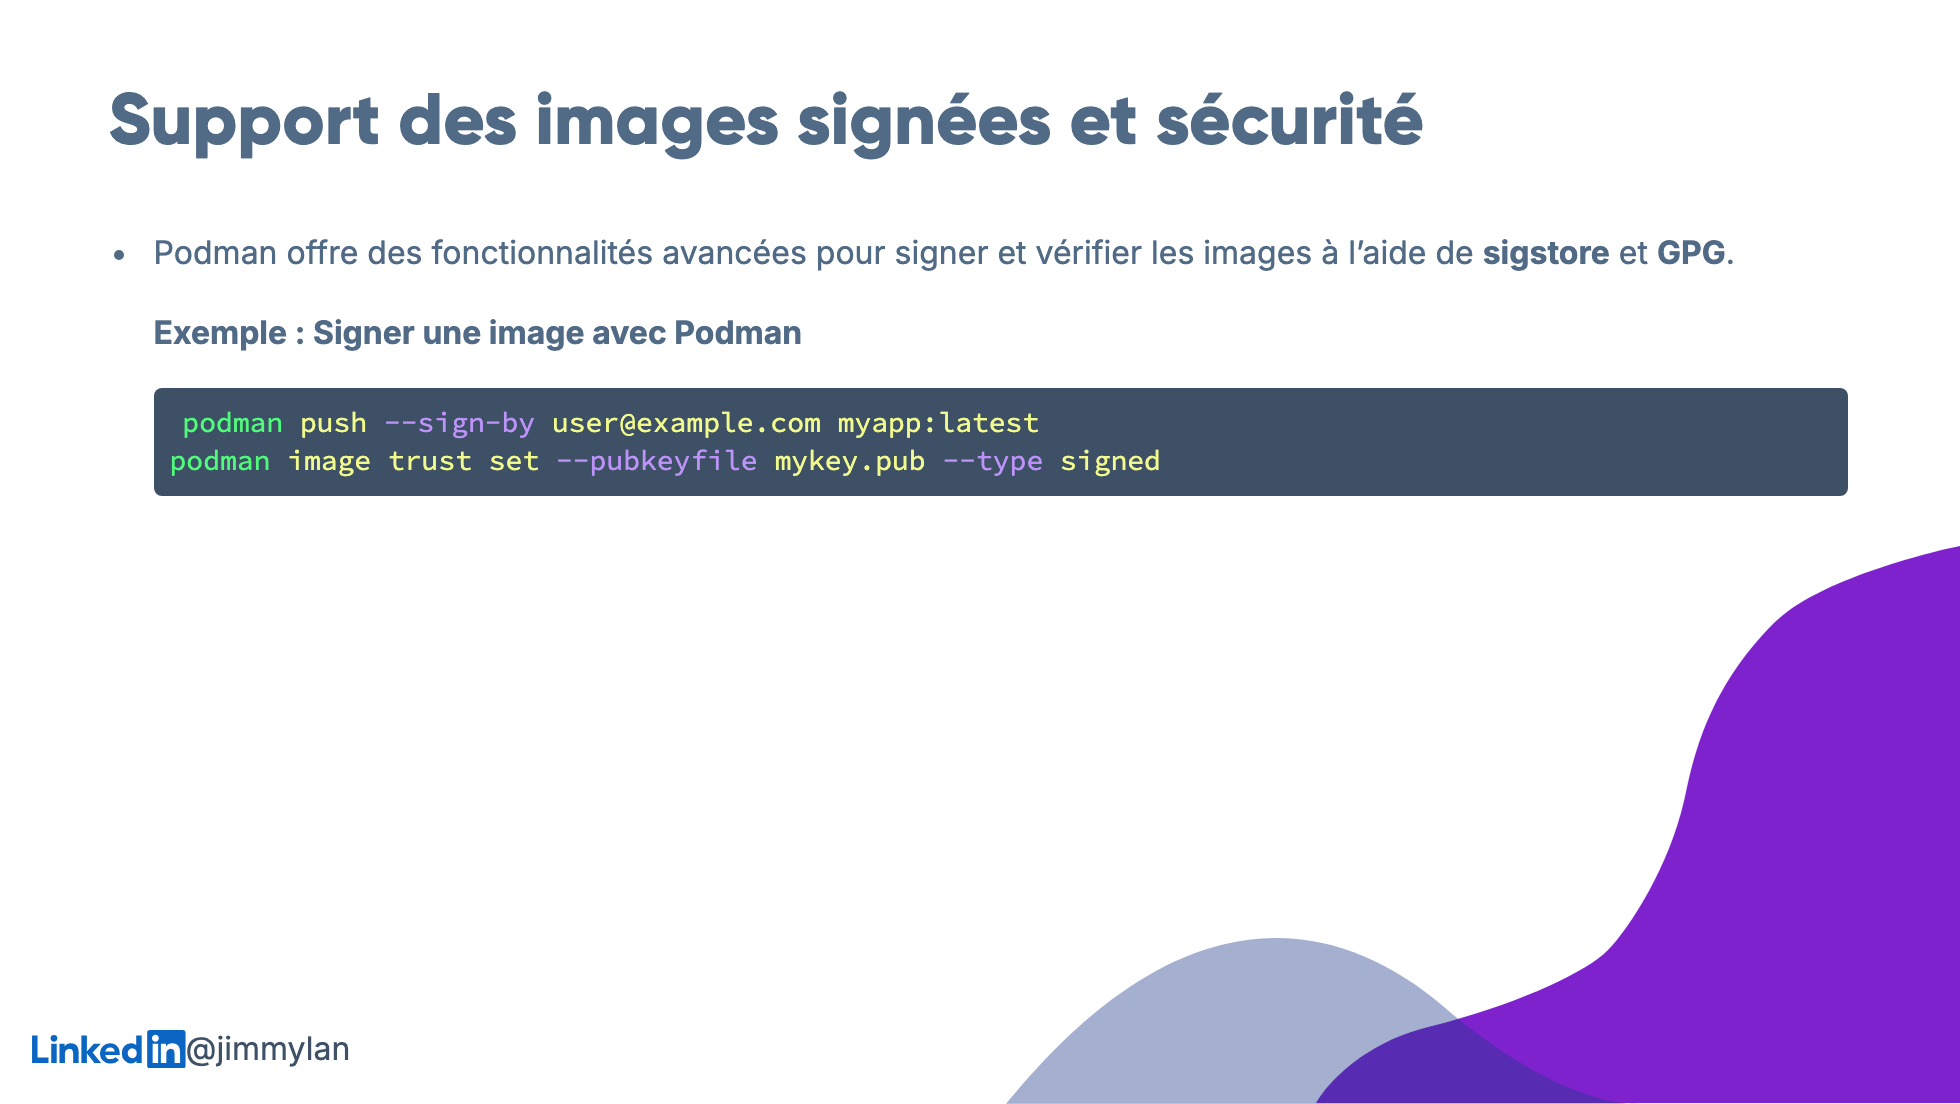 Support des images signées et sécurité
• Podman offre des fonctionnalités avancées pour signer et vérifier les images à l’aide de sigstore et GPG.
Exemple : Signer une image avec Podman
podman push --sign-by user@example.com myapp:latest
podman image trust set --pubkeyfile mykey.pub --type signed
LinkedIn@jimmylan